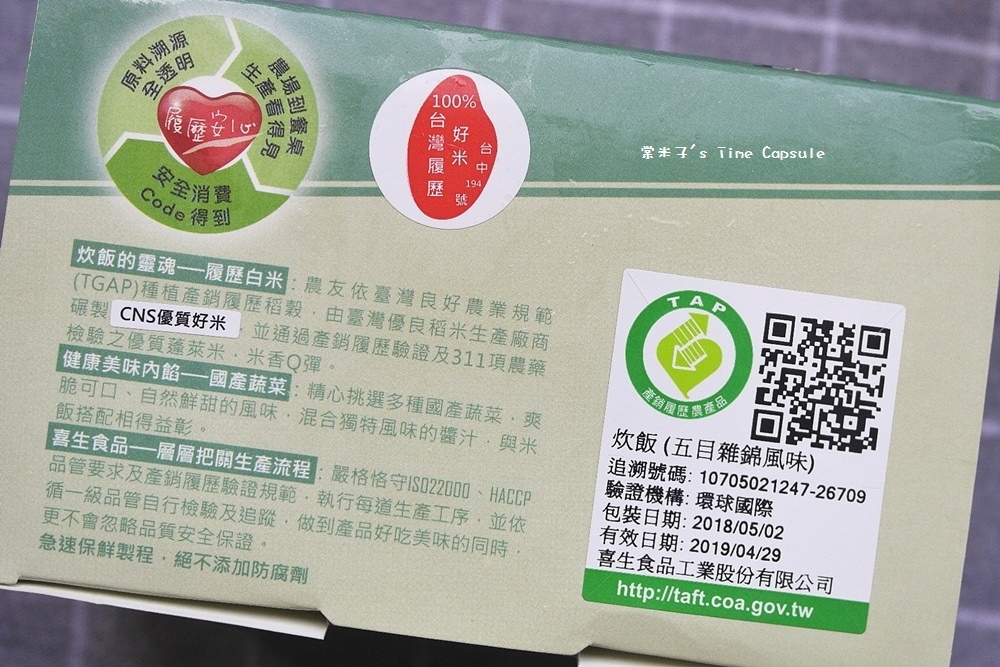 原料溯源
全透明
農場到餐桌
生產看得見
履歷安心
安全消費
Code得到
100%
台灣履歷
好米
台中
194
號
棠米子's Time Capsule
炊飯的靈魂——履歷白米：農友依臺灣良好農業規範
(TGAP)種植產銷履歷稻穀，由臺灣優良稻米生產廠商
碾製CNS優質好米 並通過產銷履歷驗證及311項農藥
檢驗之優質蓬萊米．米香Q彈。
健康美味內餡——國產蔬菜：精心挑選多種國產蔬菜，爽
脆可口、自然鮮甜的風味，混合獨特風味的醬汁，與米
飯搭配相得益彰。
喜生食品——層層把關生產流程：嚴格恪守ISO22000、HACCP
品管要求及產銷履歷驗證規範，執行每道生產工序，並依
循一級品管自行檢驗及追蹤，做到產品好吃美味的同時，
更不會忽略品質安全保證。
急速保鮮製程，絕不添加防腐劑
TAP
產銷履歷農產品
炊飯 (五目雜錦風味)
追溯號碼: 10705021247-26709
驗證機構: 環球國際
包裝日期: 2018/05/02
有效日期: 2019/04/29
喜生食品工業股份有限公司
http://taft.coa.gov.tw